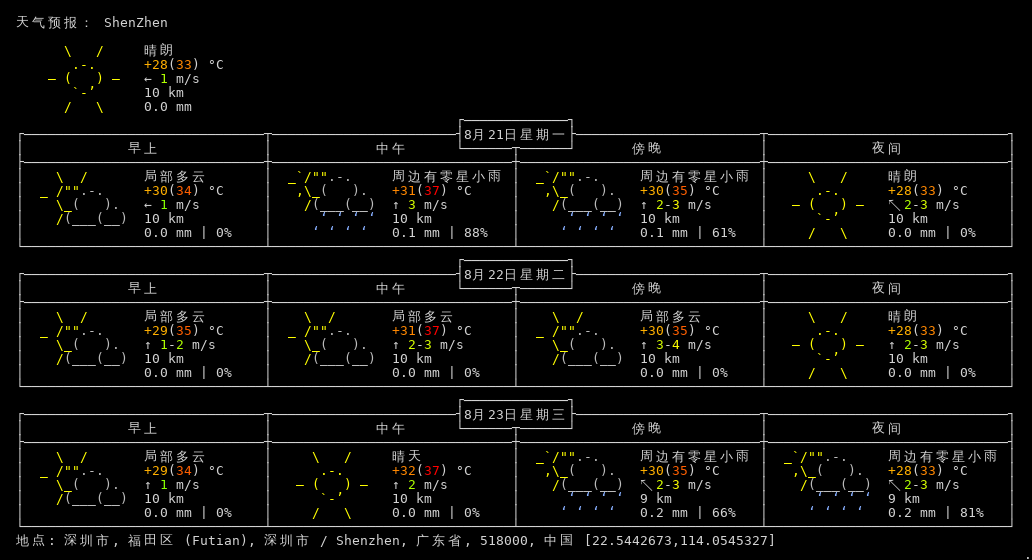 天气预报： ShenZhen
晴朗
+28(33) °C
← 1 m/s
10 km
0.0 mm
8月21日星期一
早上 中午 傍晚 夜间
局部多云 周边有零星小雨 周边有零星小雨 晴朗
+30(34) °C +31(37) °C +30(35) °C +28(33) °C
← 1 m/s ↑ 3 m/s ↑ 2-3 m/s ↖ 2-3 m/s
10 km 10 km 10 km 10 km
0.0 mm | 0% 0.1 mm | 88% 0.1 mm | 61% 0.0 mm | 0%
8月22日星期二
早上 中午 傍晚 夜间
局部多云 局部多云 局部多云 晴朗
+29(35) °C +31(37) °C +30(35) °C +28(33) °C
↑ 1-2 m/s ↑ 2-3 m/s ↑ 3-4 m/s ↑ 2-3 m/s
10 km 10 km 10 km 10 km
0.0 mm | 0% 0.0 mm | 0% 0.0 mm | 0% 0.0 mm | 0%
8月23日星期三
早上 中午 傍晚 夜间
局部多云 晴天 周边有零星小雨 周边有零星小雨
+29(34) °C +32(37) °C +30(35) °C +28(33) °C
↑ 1 m/s ↑ 2 m/s ↖ 2-3 m/s ↖ 2-3 m/s
10 km 10 km 9 km 9 km
0.0 mm | 0% 0.0 mm | 0% 0.2 mm | 66% 0.2 mm | 81%
地点: 深圳市, 福田区 (Futian), 深圳市 / Shenzhen, 广东省, 518000, 中国 [22.5442673,114.0545327]